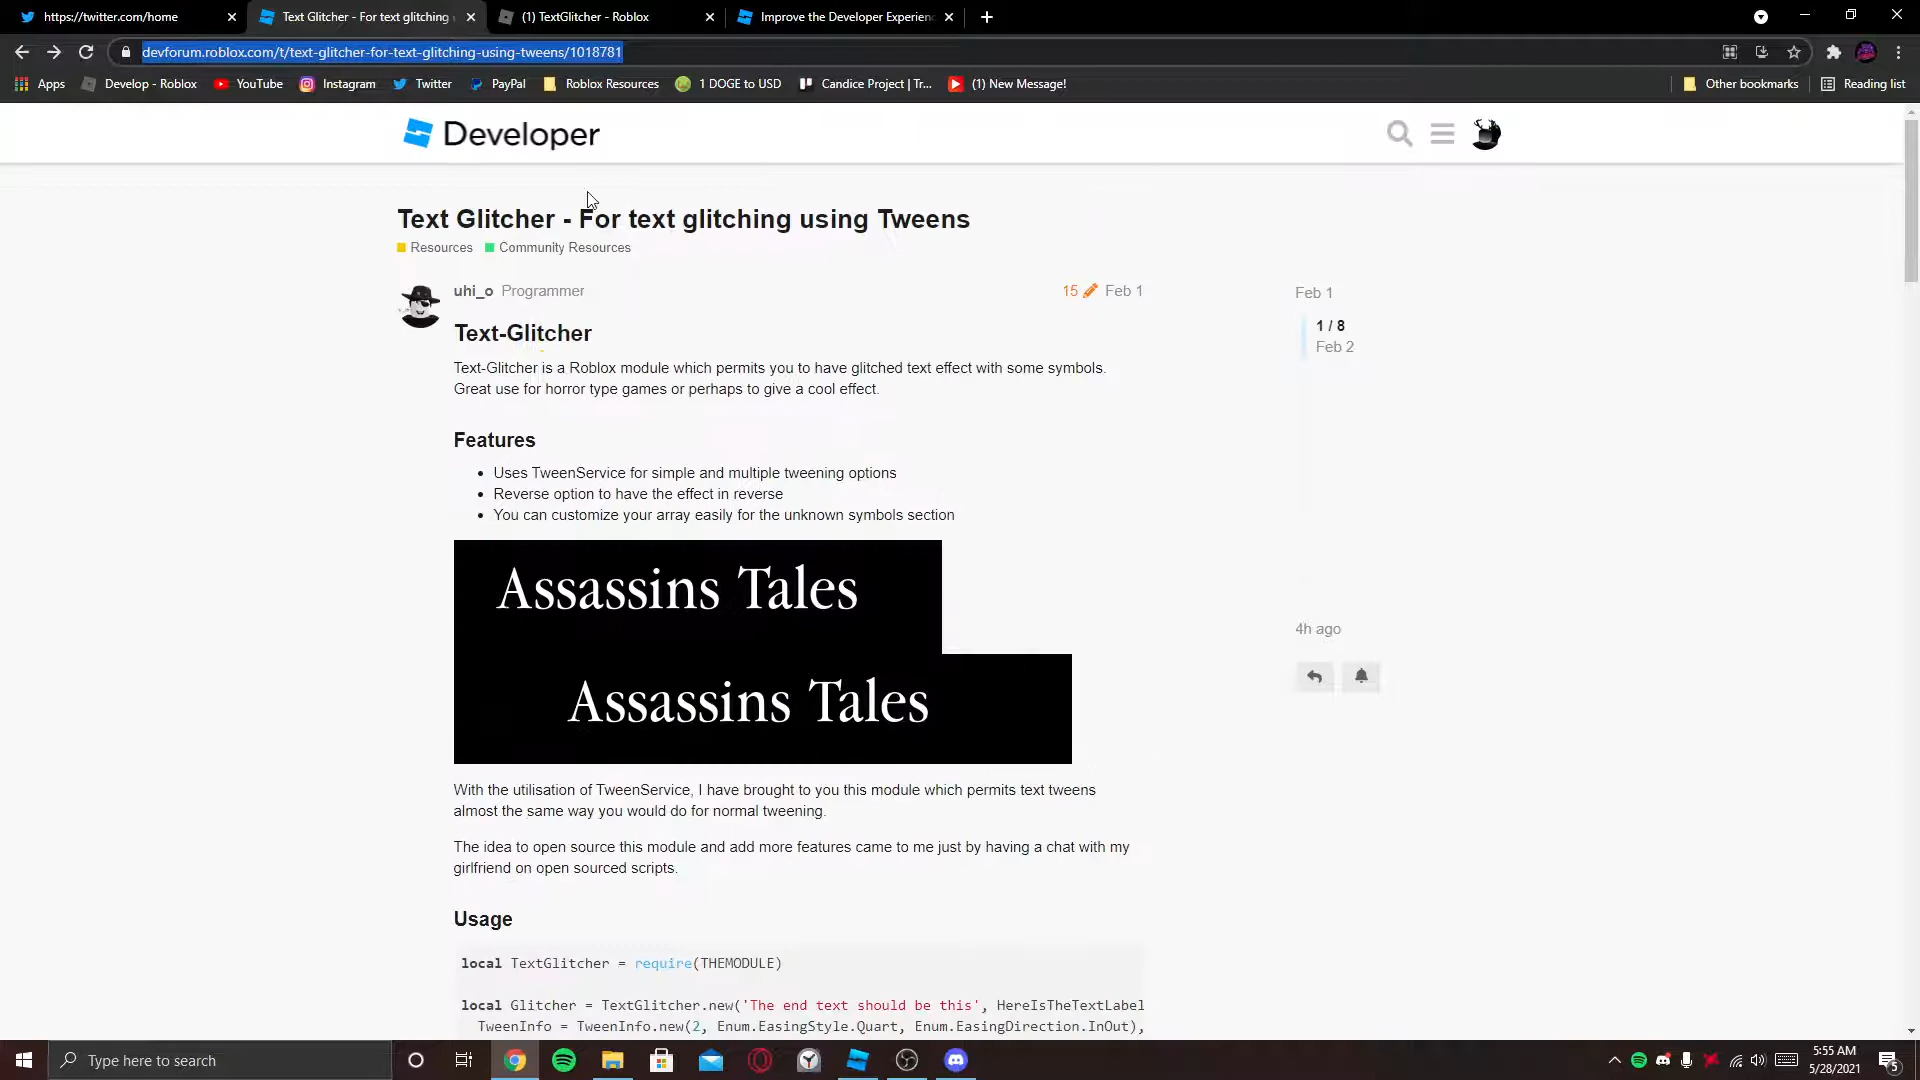 https://twitter.com/home
Text Glitcher - For text glitching
(1) TextGlitcher - Roblox
Improve the Developer Experienc
devforum.roblox.com/t/text-glitcher-for-text-glitching-using-tweens/1018781
Apps
Develop - Roblox
YouTube
Instagram
Twitter
PayPal
Roblox Resources
1 DOGE to USD
Candice Project | Tr...
(1) New Message!
Other bookmarks
Reading list
Developer
Text Glitcher - For text glitching using Tweens
Resources Community Resources
uhi_o Programmer
15 Feb 1
Feb 1
1 / 8
Feb 2
Text-Glitcher
Text-Glitcher is a Roblox module which permits you to have glitched text effect with some symbols.
Great use for horror type games or perhaps to give a cool effect.
Features
• Uses TweenService for simple and multiple tweening options
• Reverse option to have the effect in reverse
• You can customize your array easily for the unknown symbols section
Assassins Tales
4h ago
Assassins Tales
With the utilisation of TweenService, I have brought to you this module which permits text tweens
almost the same way you would do for normal tweening.
The idea to open source this module and add more features came to me just by having a chat with my
girlfriend on open sourced scripts.
Usage
local TextGlitcher = require(THEMODULE)
local Glitcher = TextGlitcher.new('The end text should be this', HereIsTheTextLabel
TweenInfo = TweenInfo.new(2, Enum.EasingStyle.Quart, Enum.EasingDirection.InOut),
Type here to search
5:55 AM
5/28/2021
5